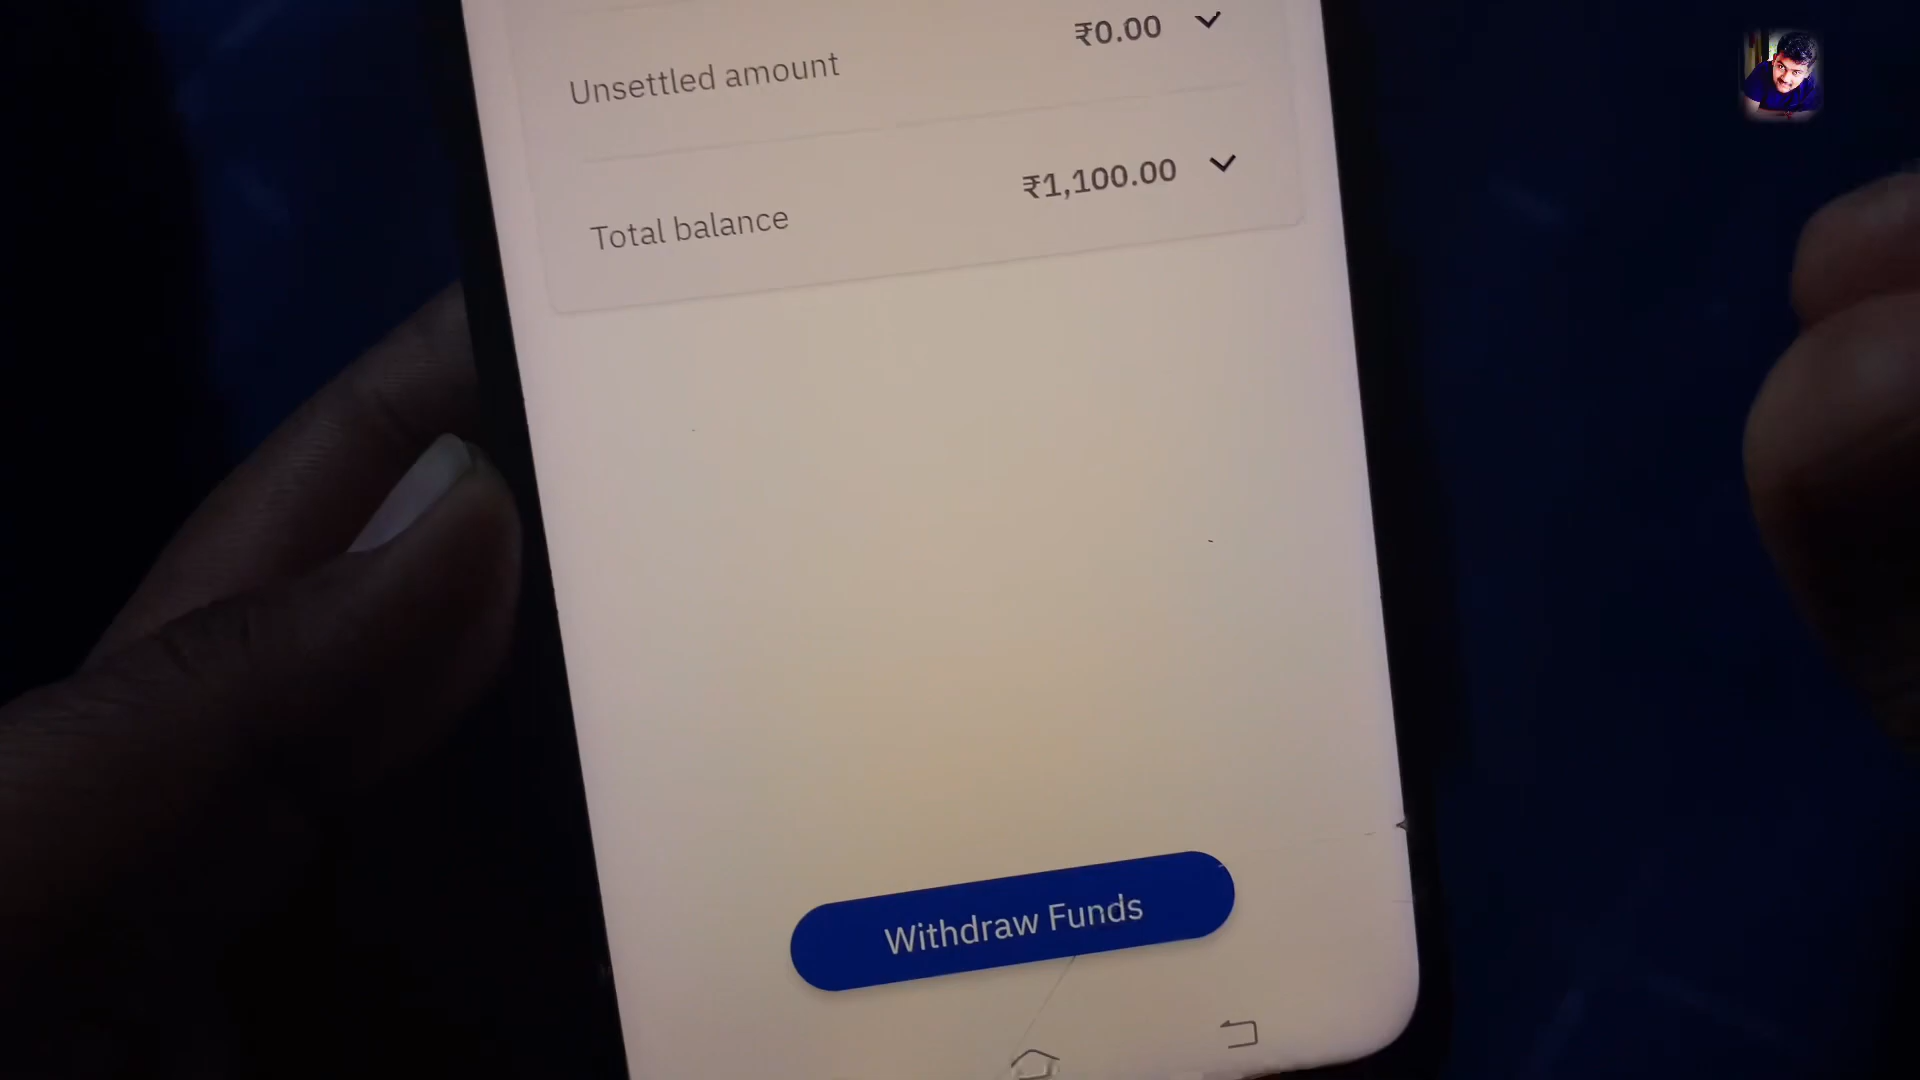 ₹0.00
Unsettled amount
₹1,100.00
Total balance
Withdraw Funds